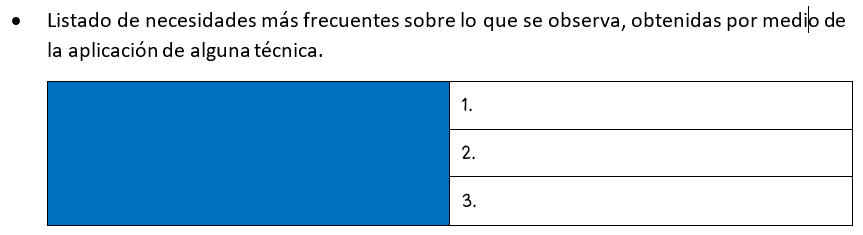 • Listado de necesidades más frecuentes sobre lo que se observa, obtenidas por medio de
la aplicación de alguna técnica.
1.
2.
3.